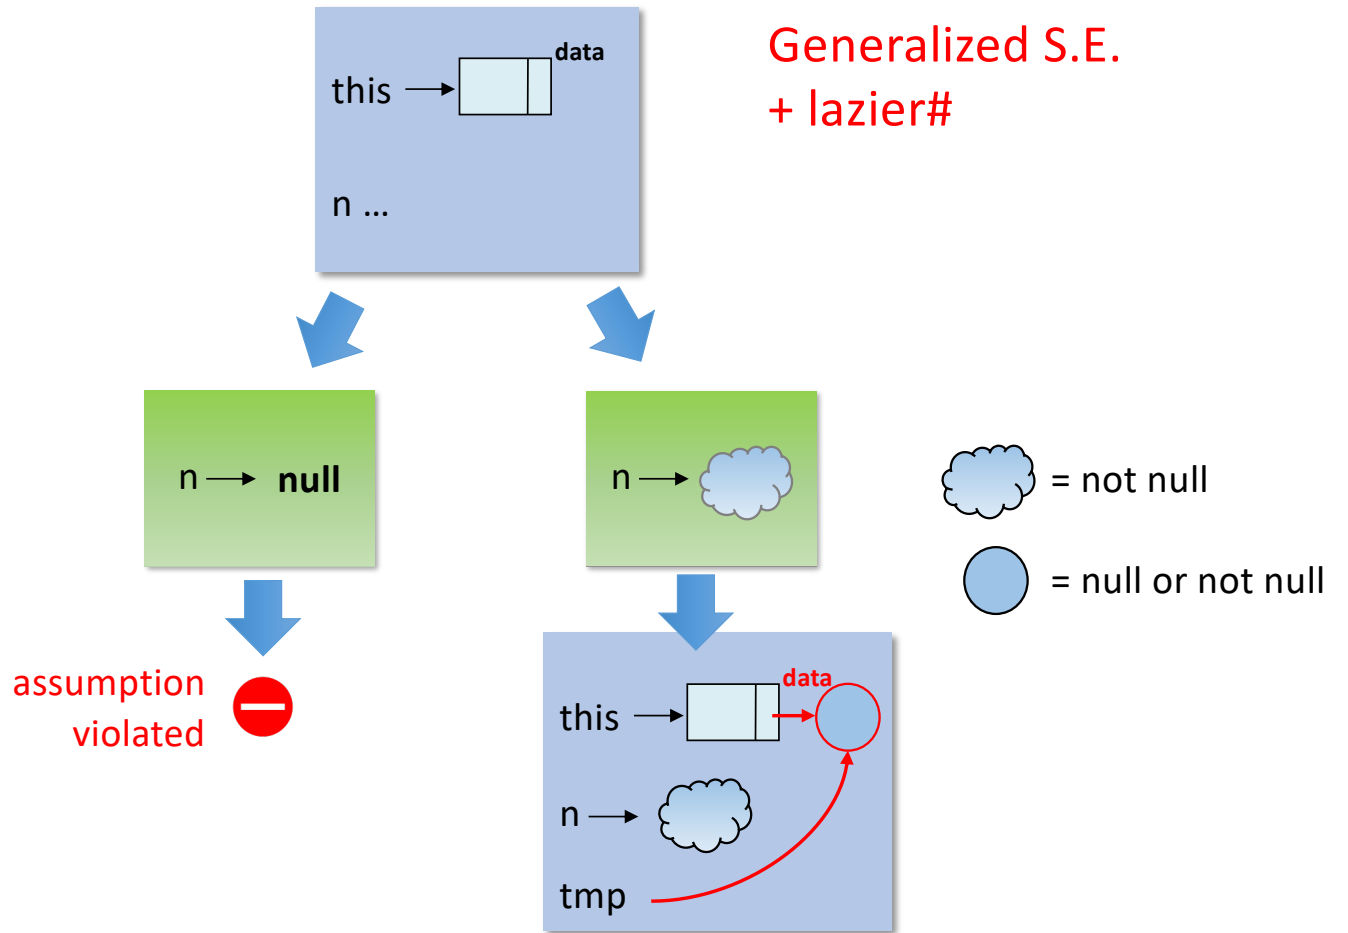 Generalized S.E.
+ lazier#
data
this
n ...
n null
n
= not null
= null or not null
assumption
violated
data
this
n
tmp